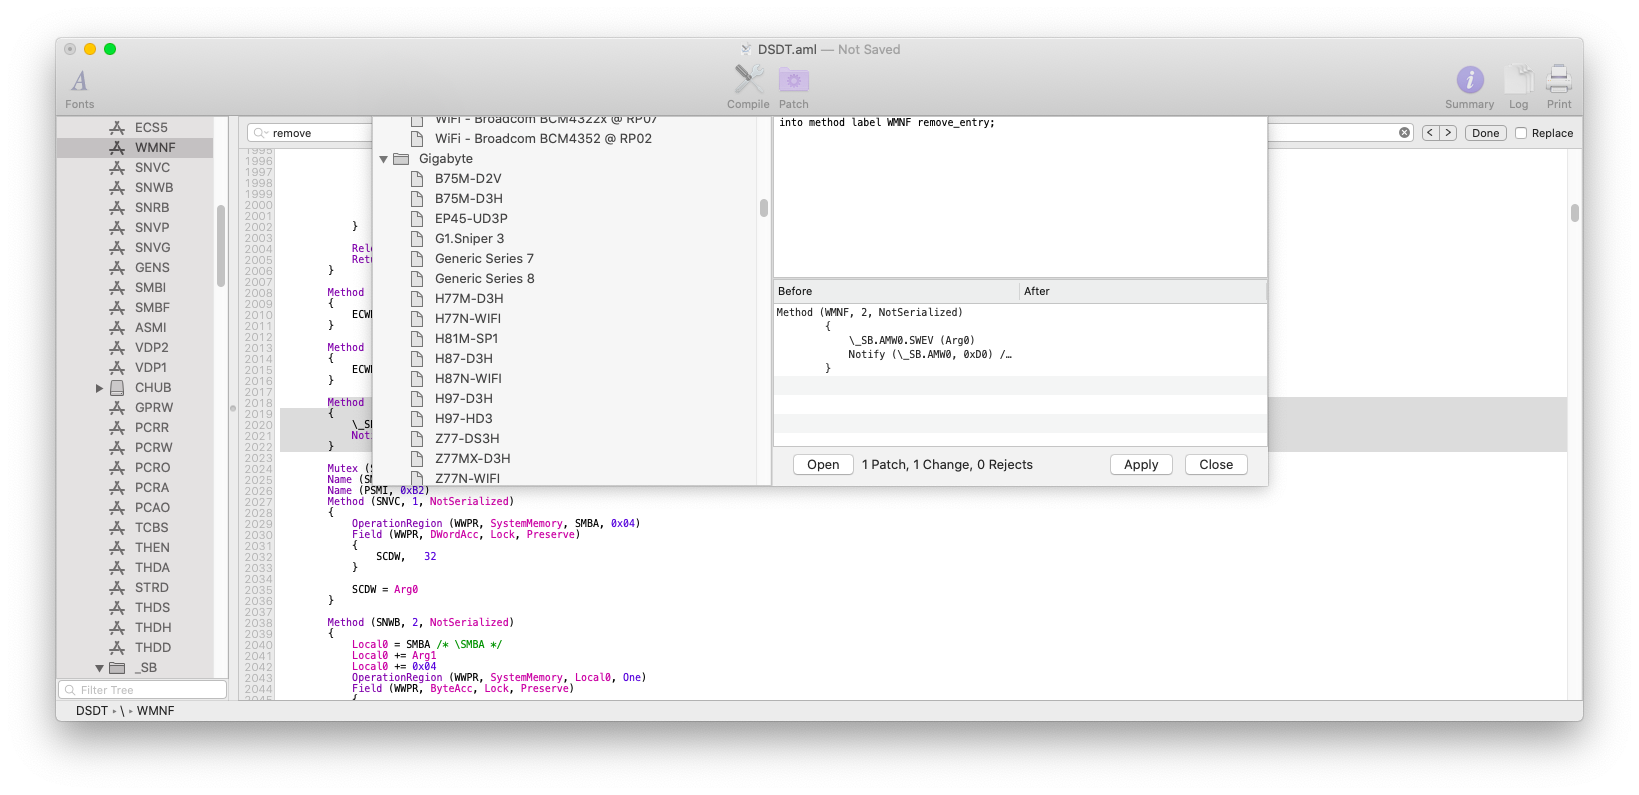 DSDT.aml — Not Saved
Fonts
Compile
Patch
Summary
Log
Print
ECS5
WMNF
SNVC
SNWB
SNRB
SNVP
SNVG
GENS
SMBI
SMBF
ASMI
VDP2
VDP1
CHUB
GPRW
PCRR
PCRW
PCRO
PCRA
PCAO
TCBS
THEN
THDA
STRD
THDS
THDH
THDD
_SB
Filter Tree
DSDT
\
WMNF
remove
Done
Replace
1995
1996
1997
1998
1999
2000
2001
2002 }
2003
2004 Rel
2005 Ret
2006 }
2007
2008 Method
2009 {
2010 ECW
2011 }
2012
2013 Method
2014 {
2015 ECW
2016 }
2017
2018 Method
2019 {
2020 \_S
2021 Not
2022 }
2023
2024 Mutex (
2025 Name (SM
2026 Name (PSMI, 0xB2)
2027 Method (SNVC, 1, NotSerialized)
2028 {
2029 OperationRegion (WWPR, SystemMemory, SMBA, 0x04)
2030 Field (WWPR, DWordAcc, Lock, Preserve)
2031 {
2032 SCDW, 32
2033 }
2034
2035 SCDW = Arg0
2036 }
2037
2038 Method (SNWB, 2, NotSerialized)
2039 {
2040 Local0 = SMBA /* \SMBA */
2041 Local0 += Arg1
2042 Local0 += 0x04
2043 OperationRegion (WWPR, SystemMemory, Local0, One)
2044 Field (WWPR, ByteAcc, Lock, Preserve)
2045 {
WiFi - Broadcom BCM4322x @ RP07
WiFi - Broadcom BCM4352 @ RP02
Gigabyte
B75M-D2V
B75M-D3H
EP45-UD3P
G1.Sniper 3
Generic Series 7
Generic Series 8
H77M-D3H
H77N-WIFI
H81M-SP1
H87-D3H
H87N-WIFI
H97-D3H
H97-HD3
Z77-DS3H
Z77MX-D3H
Z77N-WIFI
into method label WMNF remove_entry;
Before
After
Method (WMNF, 2, NotSerialized)
{
\_SB.AMW0.SWEV (Arg0)
Notify (\_SB.AMW0, 0xD0) /…
}
Open
1 Patch, 1 Change, 0 Rejects
Apply
Close